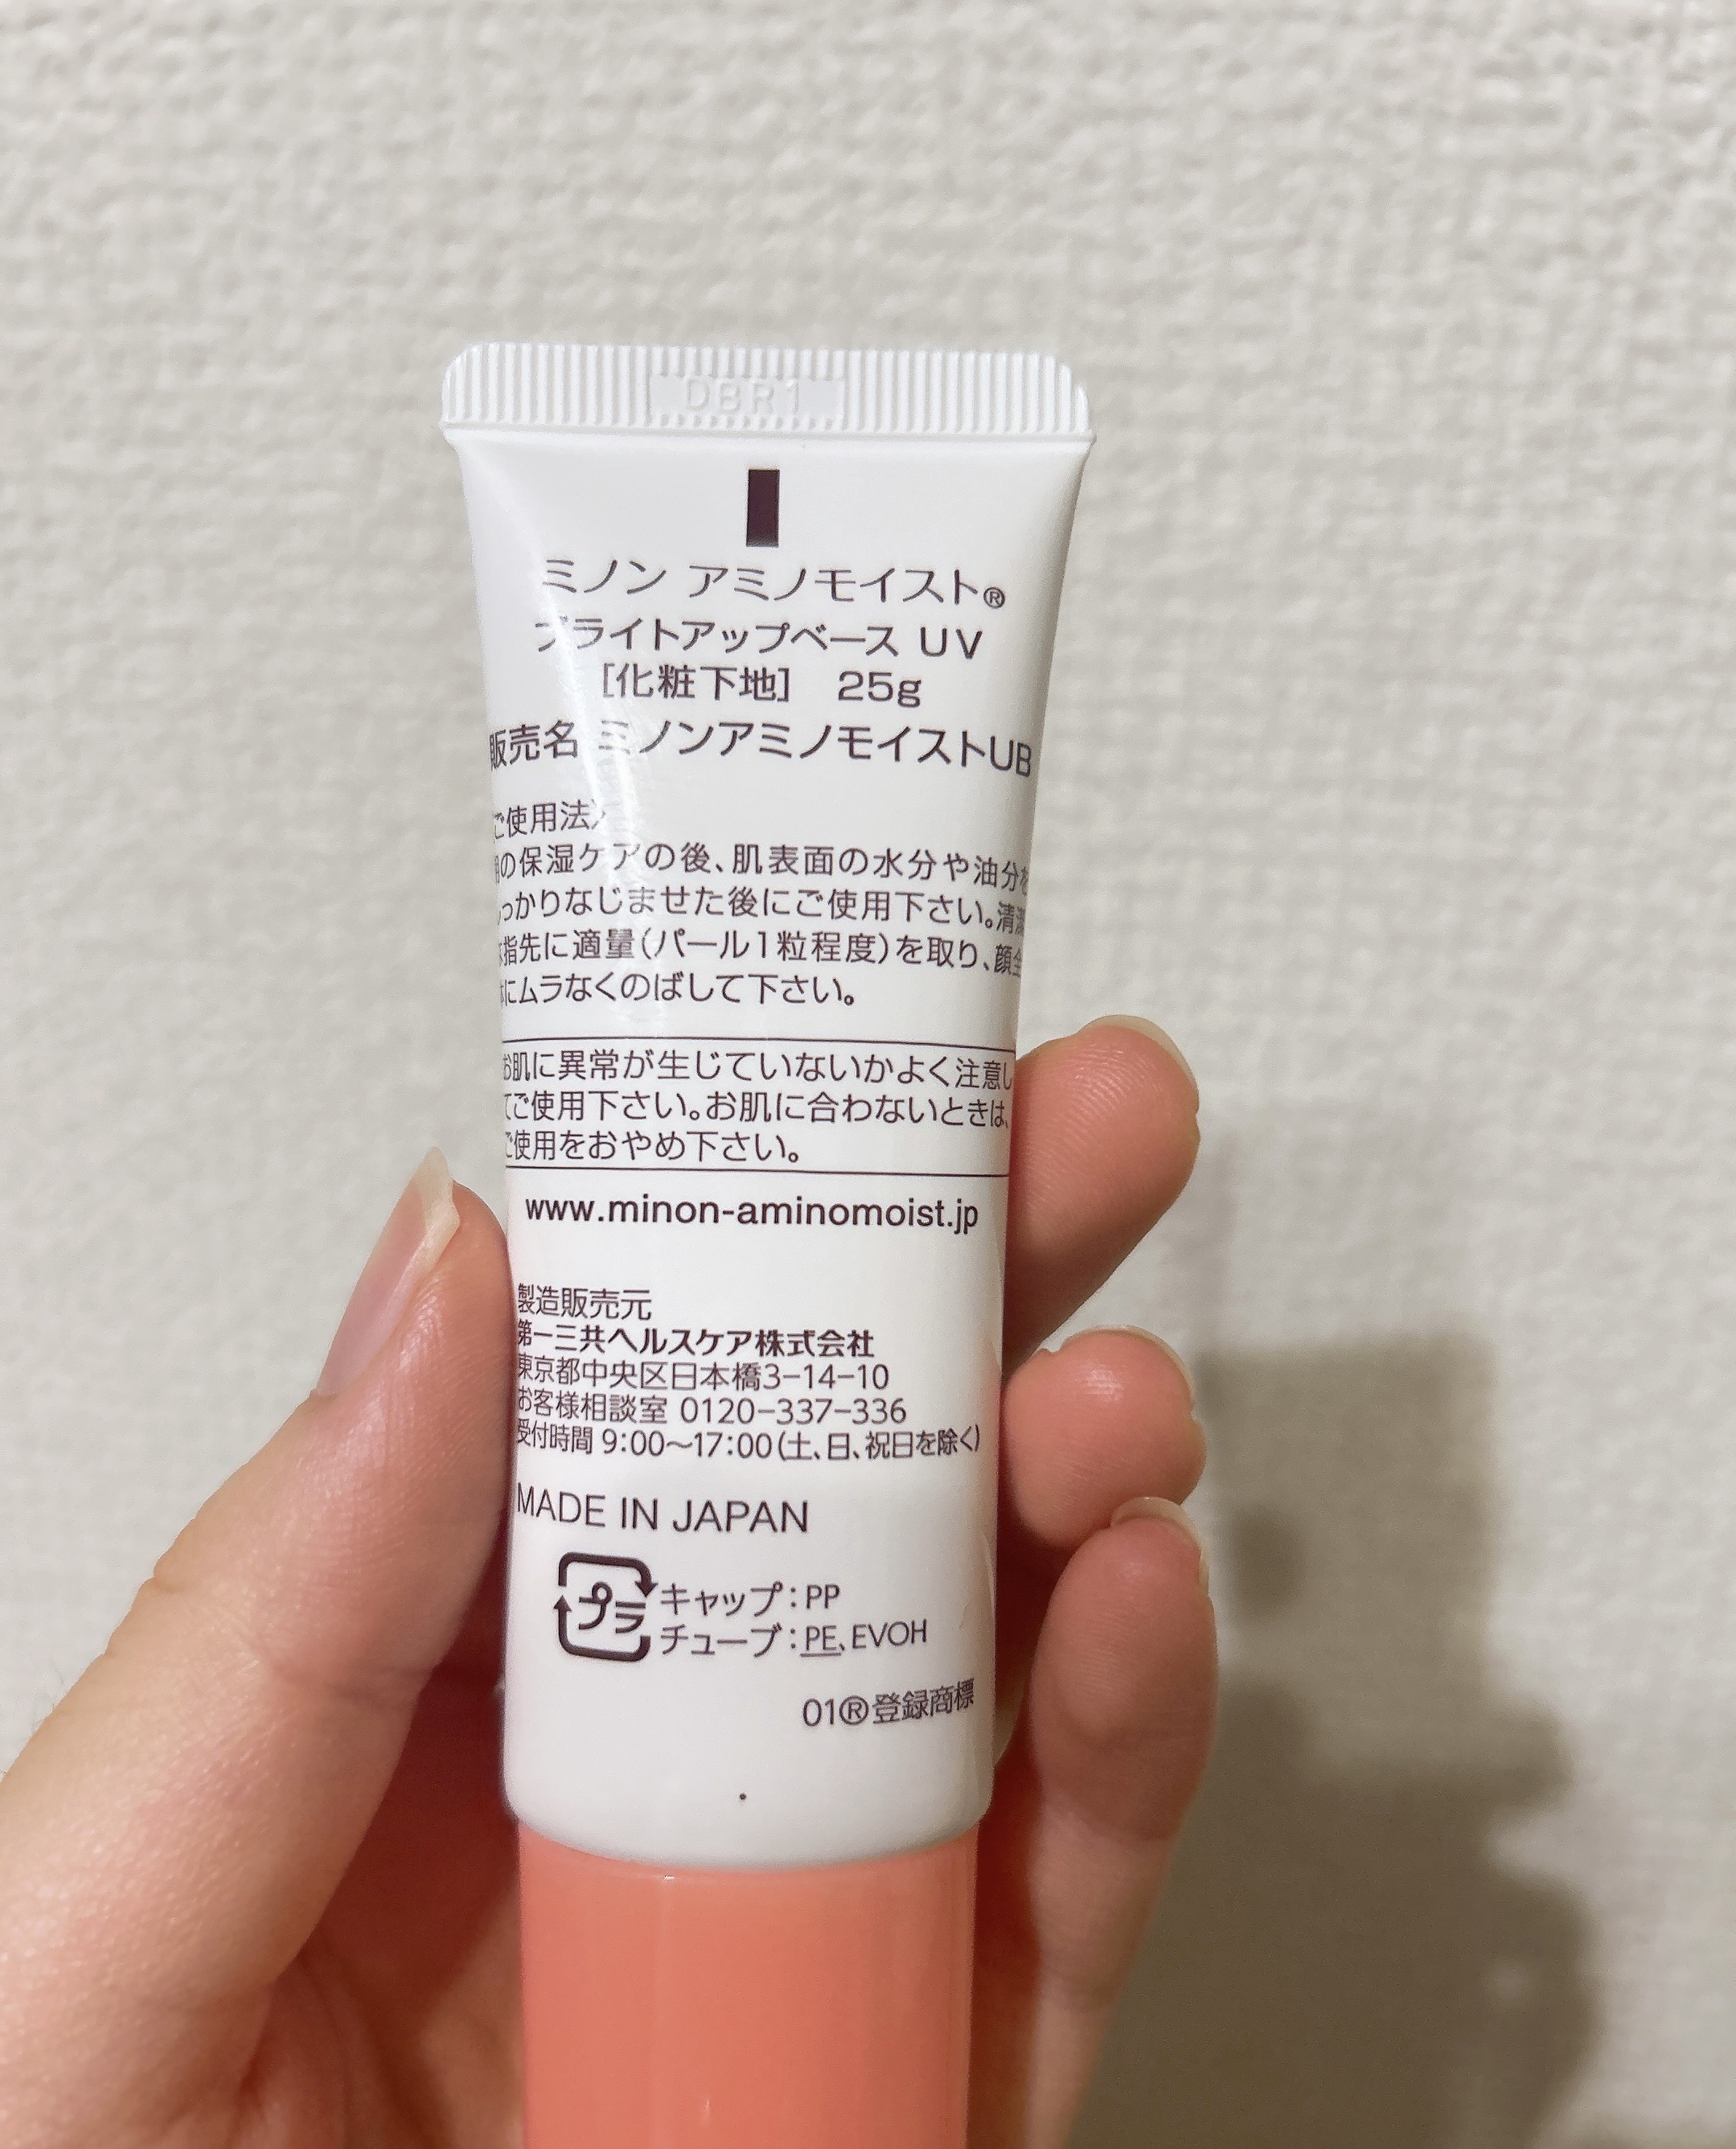 DBR1
ミノン アミノモイスト®
ブライトアップベース UV
[化粧下地] 25g
販売名 ミノンアミノモイストUB
ご使用法〉
の保湿ケアの後、肌表面の水分や油分を
っかりなじませた後にご使用下さい。清潔
な指先に適量(パール1粒程度)を取り、顔全
体にムラなくのばして下さい。
お肌に異常が生じていないかよく注意し
てご使用下さい。お肌に合わないときは、
ご使用をおやめ下さい。
www.minon-aminomoist.jp
製造販売元
第一三共ヘルスケア株式会社
東京都中央区日本橋3-14-10
お客様相談室 0120-337-336
受付時間 9:00〜17:00(土、日、祝日を除く)
MADE IN JAPAN
プラ キャップ:PP
チューブ:PE、EVOH
01®登録商標